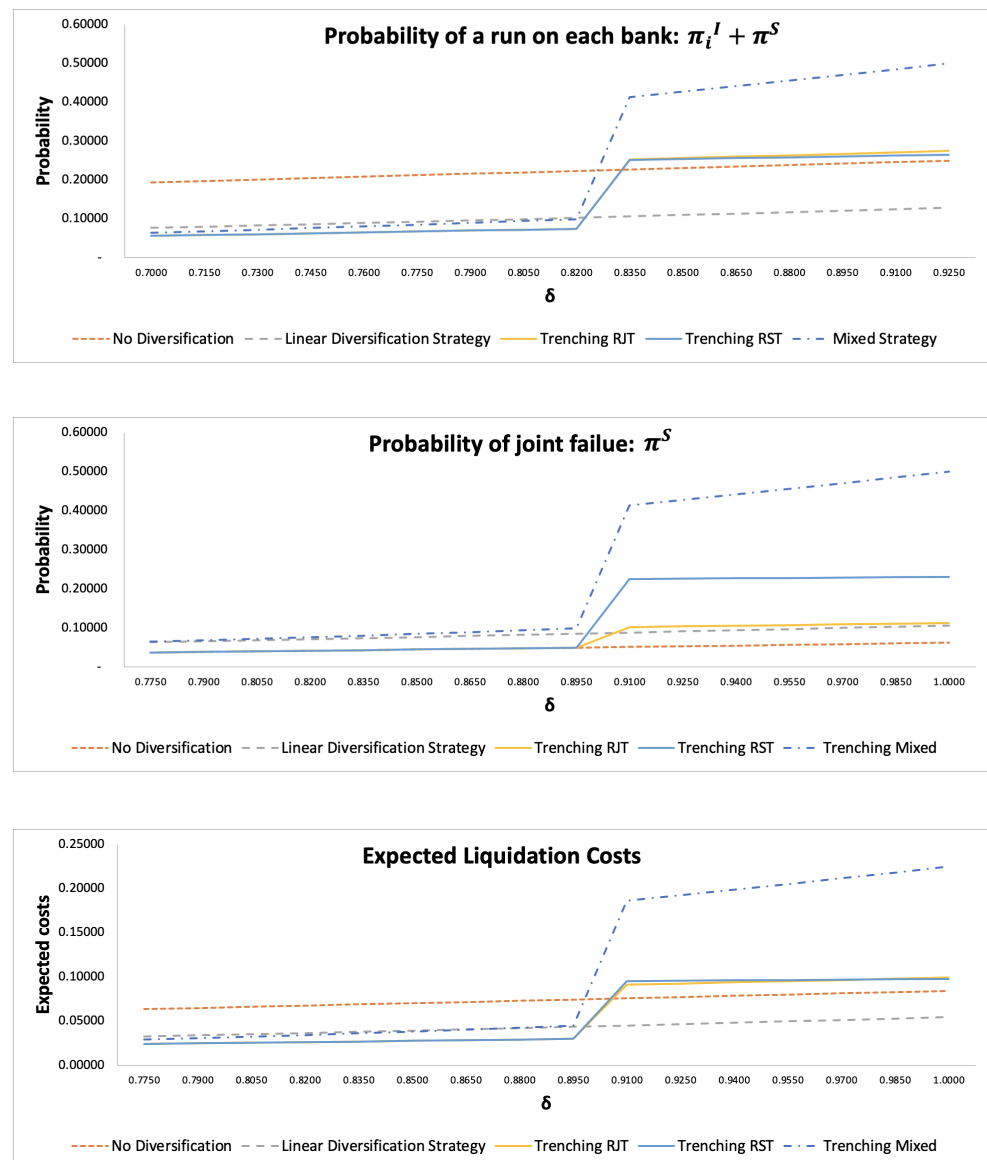 Probability of a run on each bank: πᵢᴵ + πˢ
Probability
0.60000
0.50000
0.40000
0.30000
0.20000
0.10000
-
0.7000 0.7150 0.7300 0.7450 0.7600 0.7750 0.7900 0.8050 0.8200 0.8350 0.8500 0.8650 0.8800 0.8950 0.9100 0.9250
δ
No Diversification Linear Diversification Strategy Trenching RJT Trenching RST Mixed Strategy
Probability of joint failue: πˢ
Probability
0.60000
0.50000
0.40000
0.30000
0.20000
0.10000
-
0.7750 0.7900 0.8050 0.8200 0.8350 0.8500 0.8650 0.8800 0.8950 0.9100 0.9250 0.9400 0.9550 0.9700 0.9850 1.0000
δ
No Diversification Linear Diversification Strategy Trenching RJT Trenching RST Trenching Mixed
Expected Liquidation Costs
Expected costs
0.25000
0.20000
0.15000
0.10000
0.05000
0.00000
0.7750 0.7900 0.8050 0.8200 0.8350 0.8500 0.8650 0.8800 0.8950 0.9100 0.9250 0.9400 0.9550 0.9700 0.9850 1.0000
δ
No Diversification Linear Diversification Strategy Trenching RJT Trenching RST Trenching Mixed